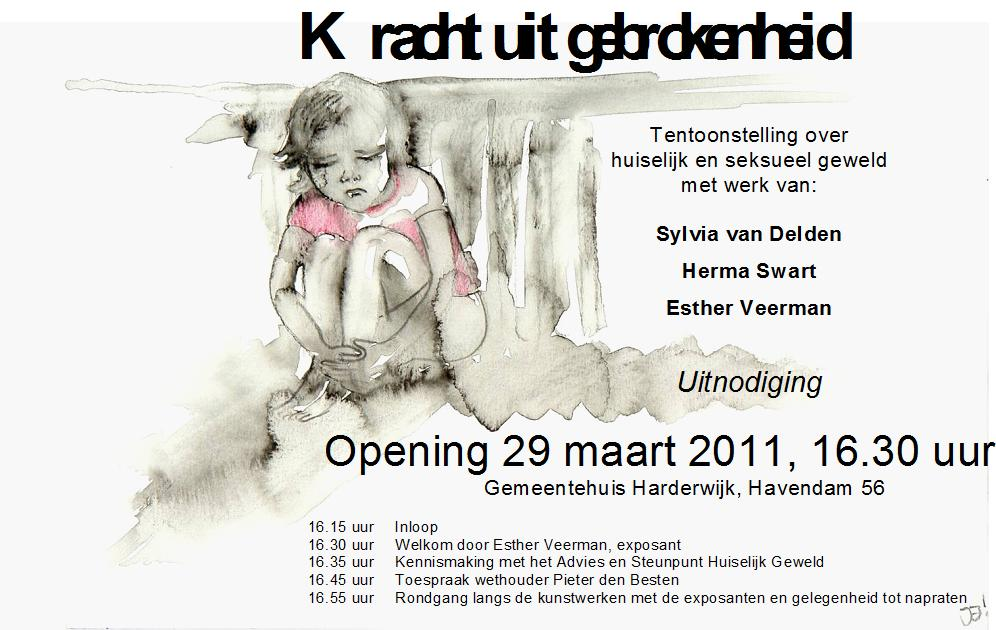 Kracht uit gebrokenheid
Tentoonstelling over
huiselijk en seksueel geweld
met werk van:
Sylvia van Delden
Herma Swart
Esther Veerman
Uitnodiging
Opening 29 maart 2011, 16.30 uur
Gemeentehuis Harderwijk, Havendam 56
16.15 uur Inloop
16.30 uur Welkom door Esther Veerman, exposant
16.35 uur Kennismaking met het Advies en Steunpunt Huiselijk Geweld
16.45 uur Toespraak wethouder Pieter den Besten
16.55 uur Rondgang langs de kunstwerken met de exposanten en gelegenheid tot napraten